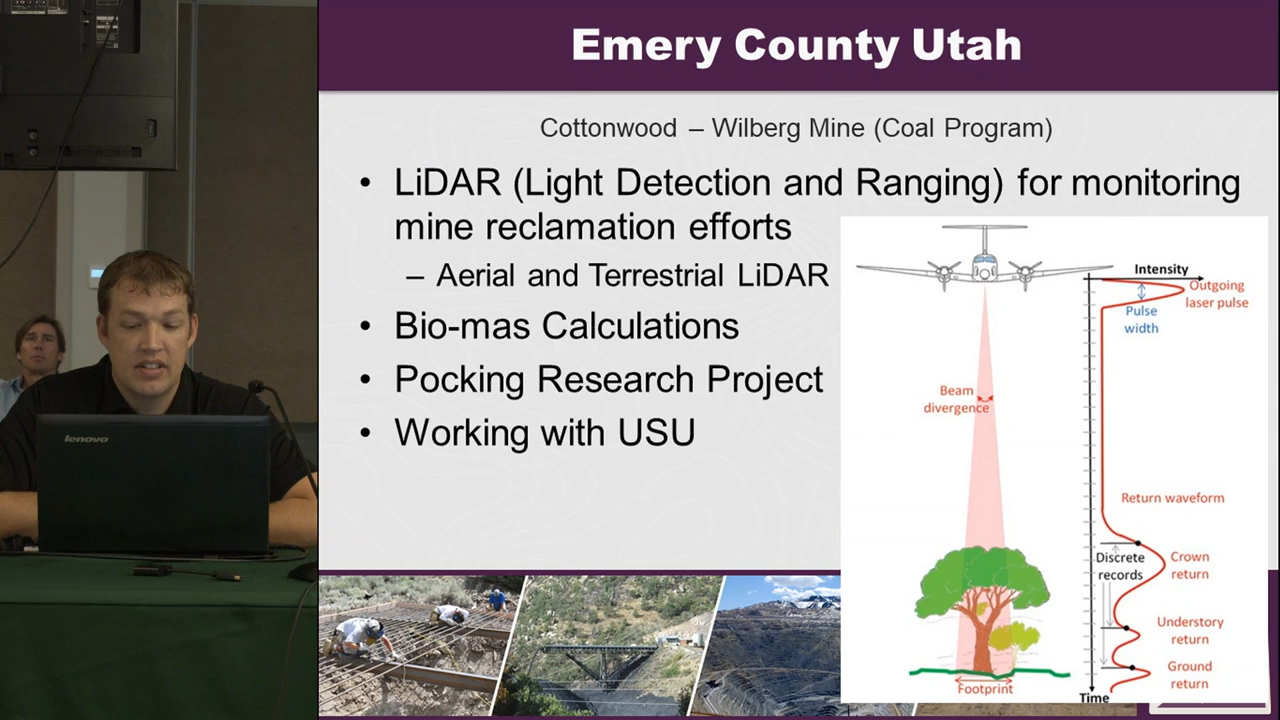 Emery County Utah
Cottonwood – Wilberg Mine (Coal Program)
• LiDAR (Light Detection and Ranging) for monitoring
mine reclamation efforts
– Aerial and Terrestrial LiDAR
• Bio-mas Calculations
• Pocking Research Project
• Working with USU
Intensity
Outgoing
laser pulse
Pulse
width
Beam
divergence
Return waveform
Discrete
records
Crown
return
Understory
return
Ground
return
Footprint
Time
lenovo